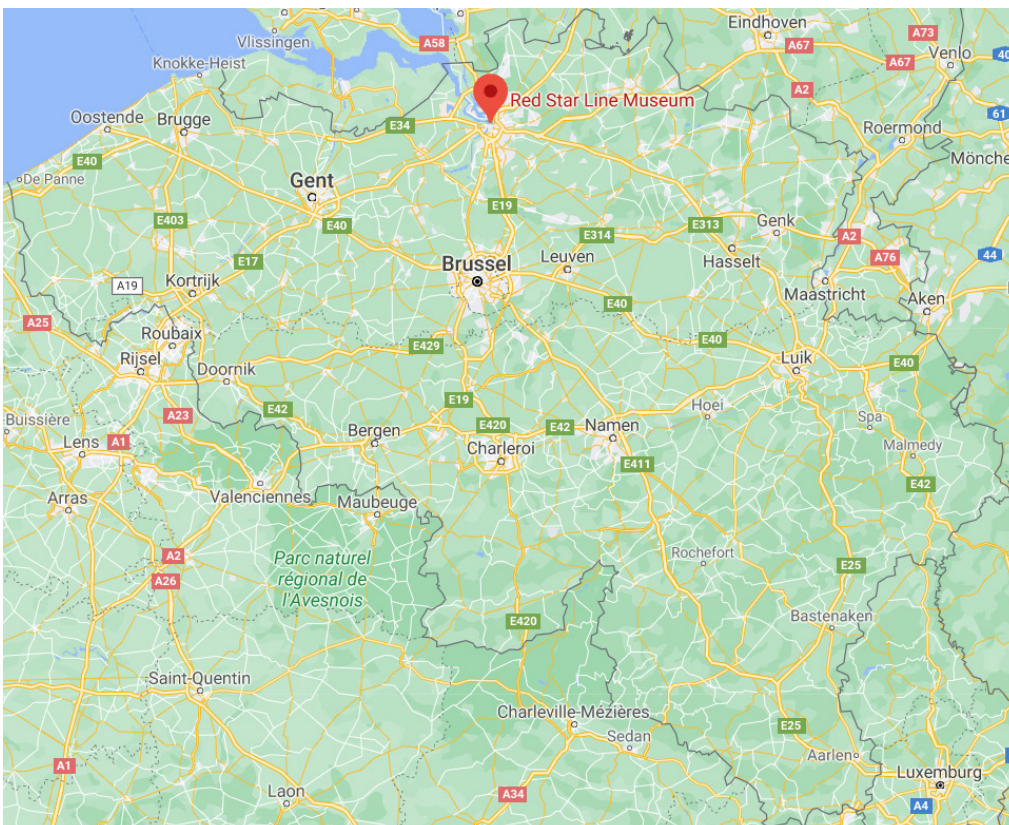 Eindhoven
A73
Vlissingen
A58
A67
Venlo
40
Knokke-Heist
A67
A2
Red Star Line Museum
Oostende
Brugge
E34
61
Roermond
E40
Mönche
De Panne
Gent
E19
E403
E40
E313
Genk
E314
A2
E17
Brussel
Leuven
Hasselt
A76
44
A19
Kortrijk
Maastricht
Aken
E40
A25
Roubaix
E429
E40
Rijsel
Luik
E40
Doornik
E19
E42
A23
E420
E42
Hoei
Spa
Buissière
A1
Bergen
Namen
Lens
Charleroi
Malmedy
E411
E42
Arras
Valenciennes
Maubeuge
A2
Parc naturel
régional de
l'Avesnois
Rochefort
E25
A26
Bastenaken
E420
Saint-Quentin
Charleville-Mézières
E25
Sedan
A1
Aarlen
Luxemburg
Laon
A34
A4